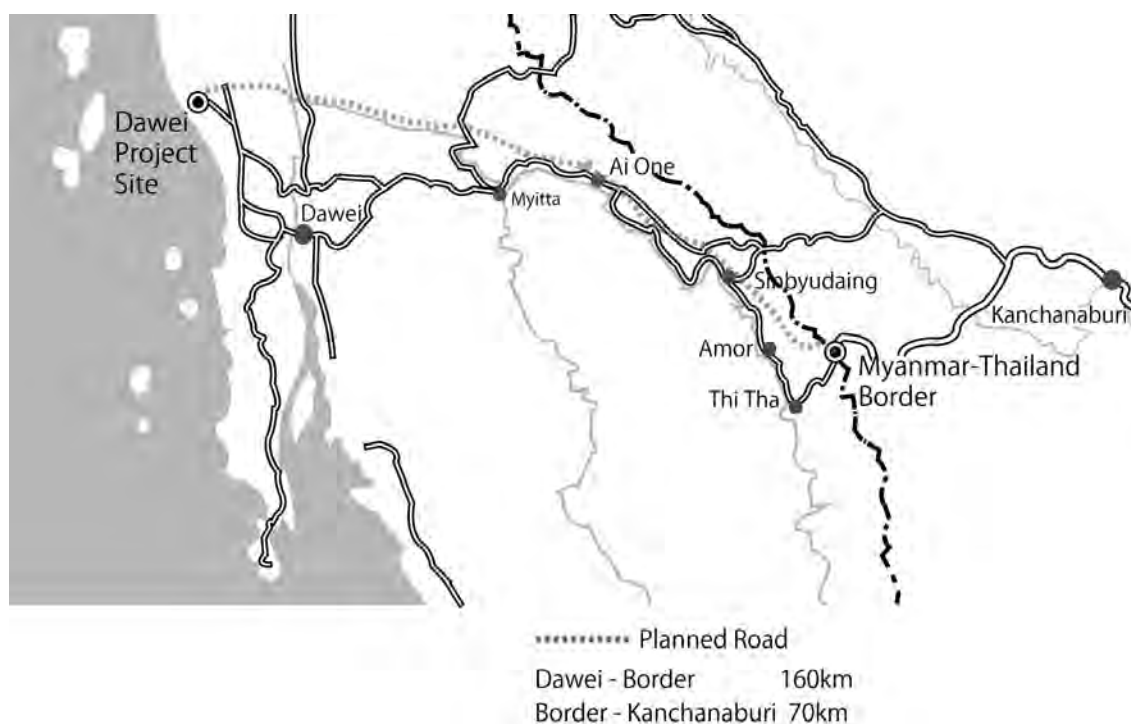 Dawei
Project
Site
Ai One
Myitta
Dawei
Sinbyudaing
Kanchanaburi
Amor
Myanmar-Thailand
Border
Thi Tha
Planned Road
Dawei - Border 160km
Border - Kanchanaburi 70km